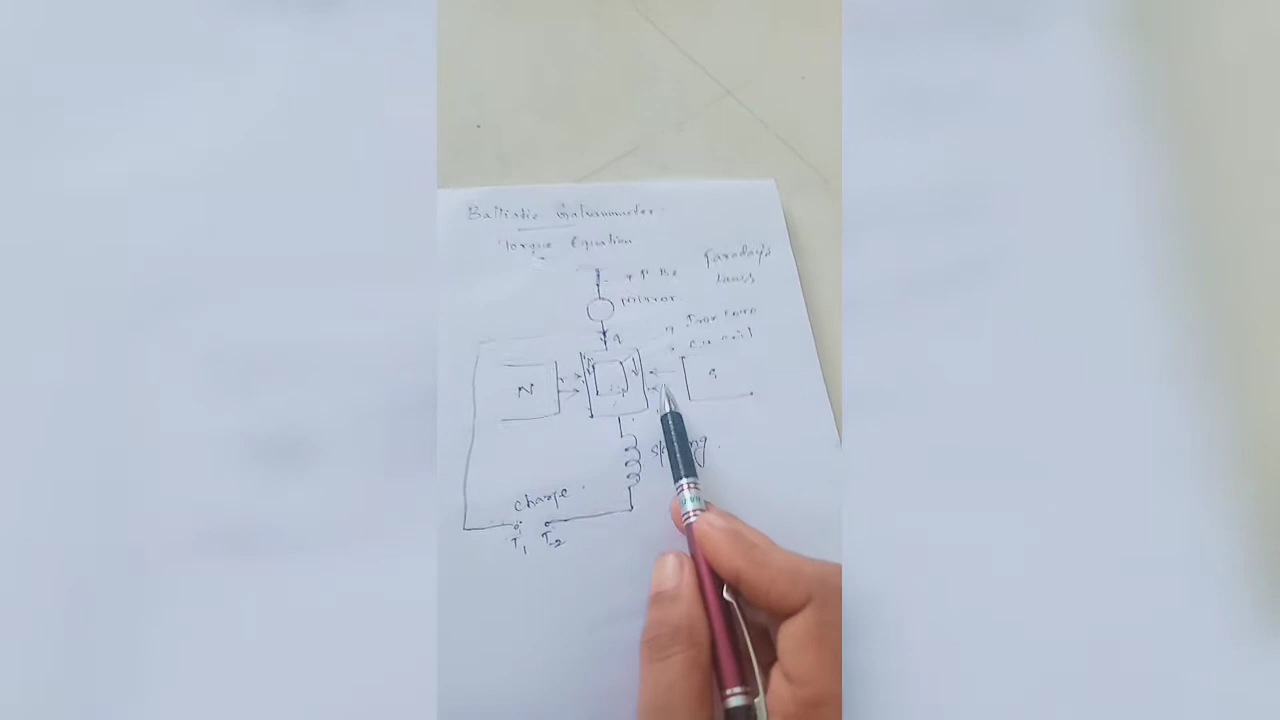 Ballistic Galvanometer
Torque Equation
Faraday's
Laws
Mirror
Iron core
cu coil
N
S
spring
charge
T1 T2